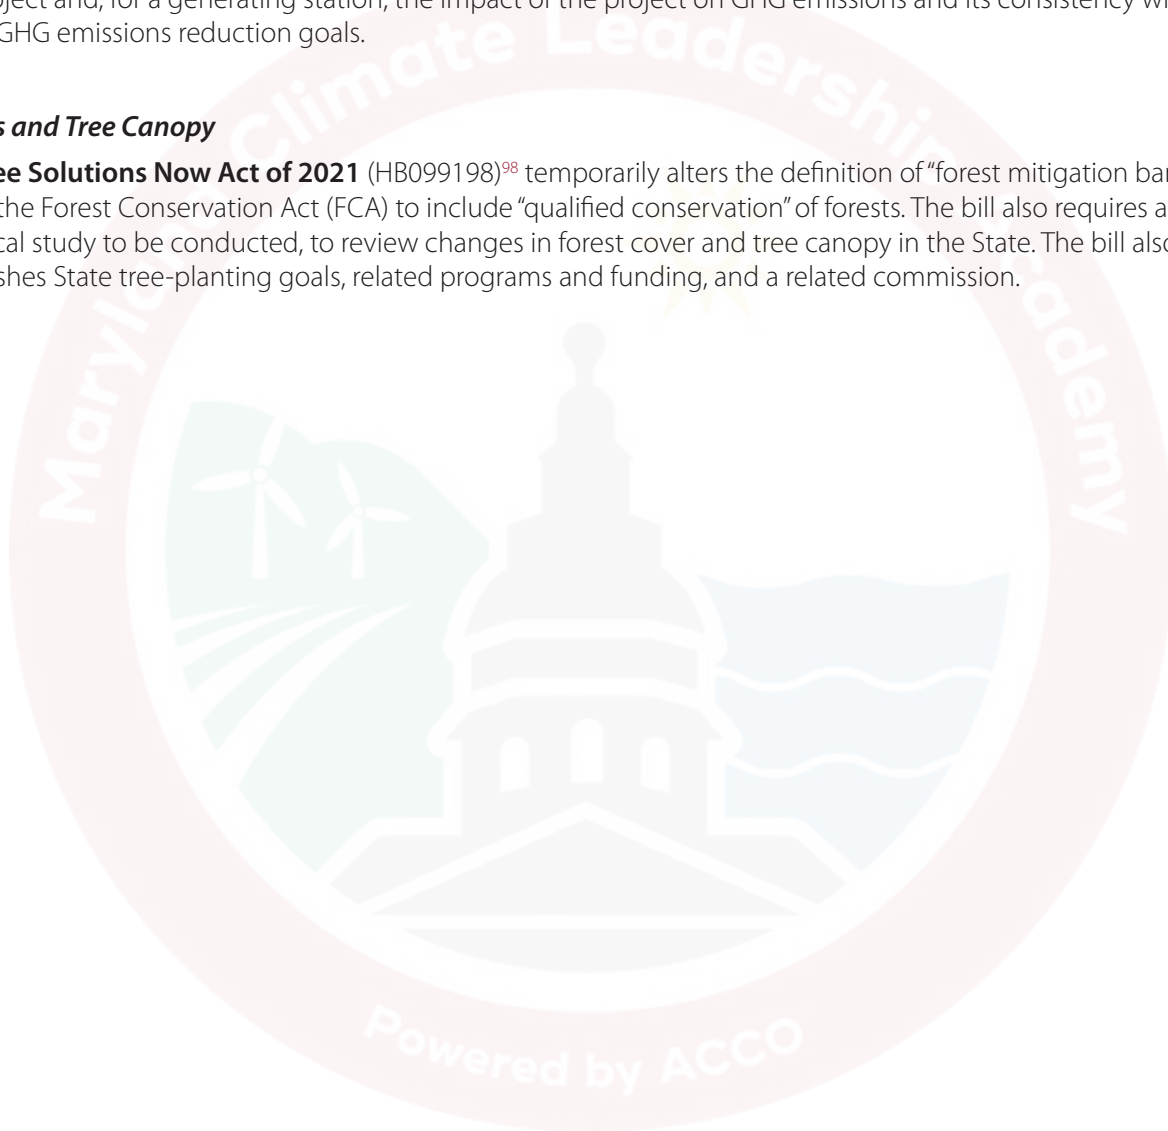 ject and, for a generating station, the impact of the project on GHG emissions and its consistency wi
GHG emissions reduction goals.
s and Tree Canopy
ee Solutions Now Act of 2021 (HB099198)98 temporarily alters the definition of “forest mitigation ban
the Forest Conservation Act (FCA) to include “qualified conservation” of forests. The bill also requires a
cal study to be conducted, to review changes in forest cover and tree canopy in the State. The bill also
shes State tree-planting goals, related programs and funding, and a related commission.
Maryland Climate Leadership Academy
Powered by ACCO